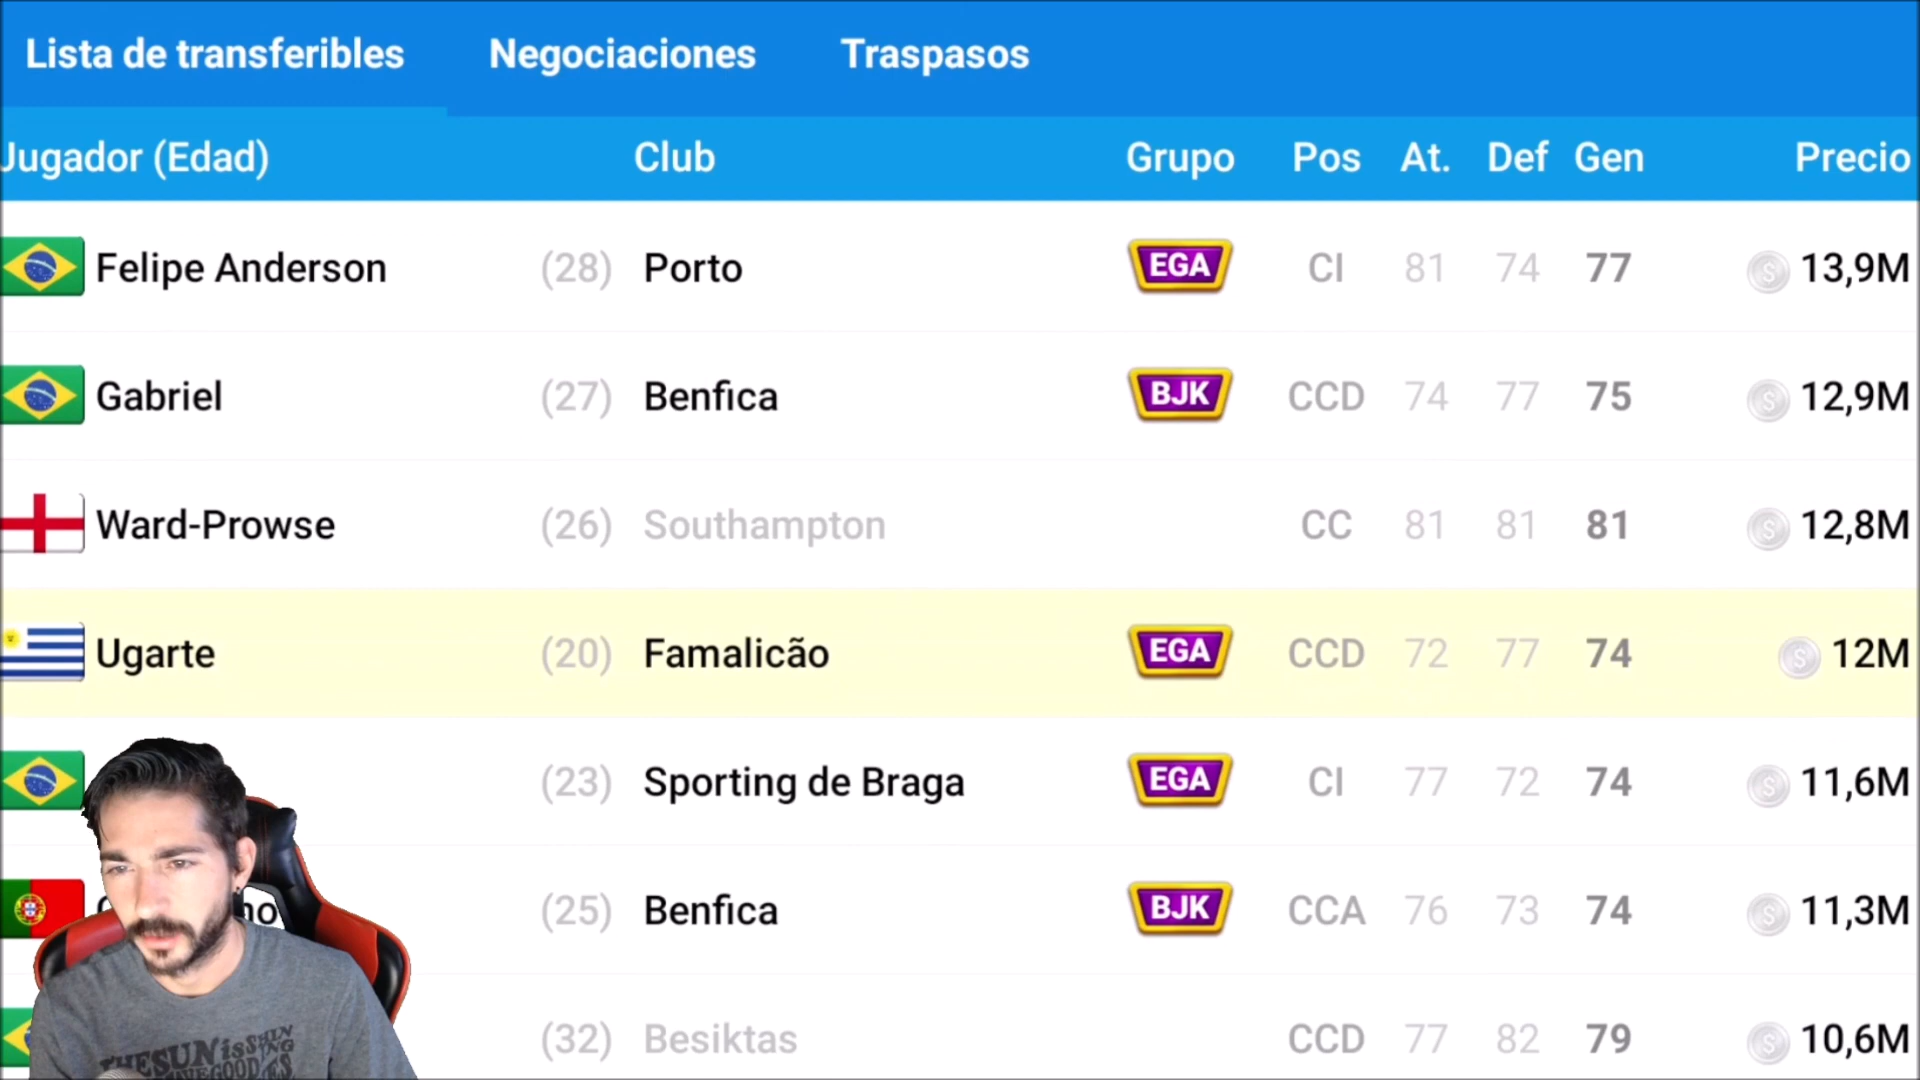 Lista de transferibles Negociaciones Traspasos
Jugador (Edad) Club Grupo Pos At. Def Gen Precio
Felipe Anderson (28) Porto EGA CI 81 74 77 13,9M
Gabriel (27) Benfica BJK CCD 74 77 75 12,9M
Ward-Prowse (26) Southampton CC 81 81 81 12,8M
Ugarte (20) Famalicão EGA CCD 72 77 74 12M
(23) Sporting de Braga EGA CI 77 72 74 11,6M
(25) Benfica BJK CCA 76 73 74 11,3M
(32) Besiktas CCD 77 82 79 10,6M
THE SUN is SHINING